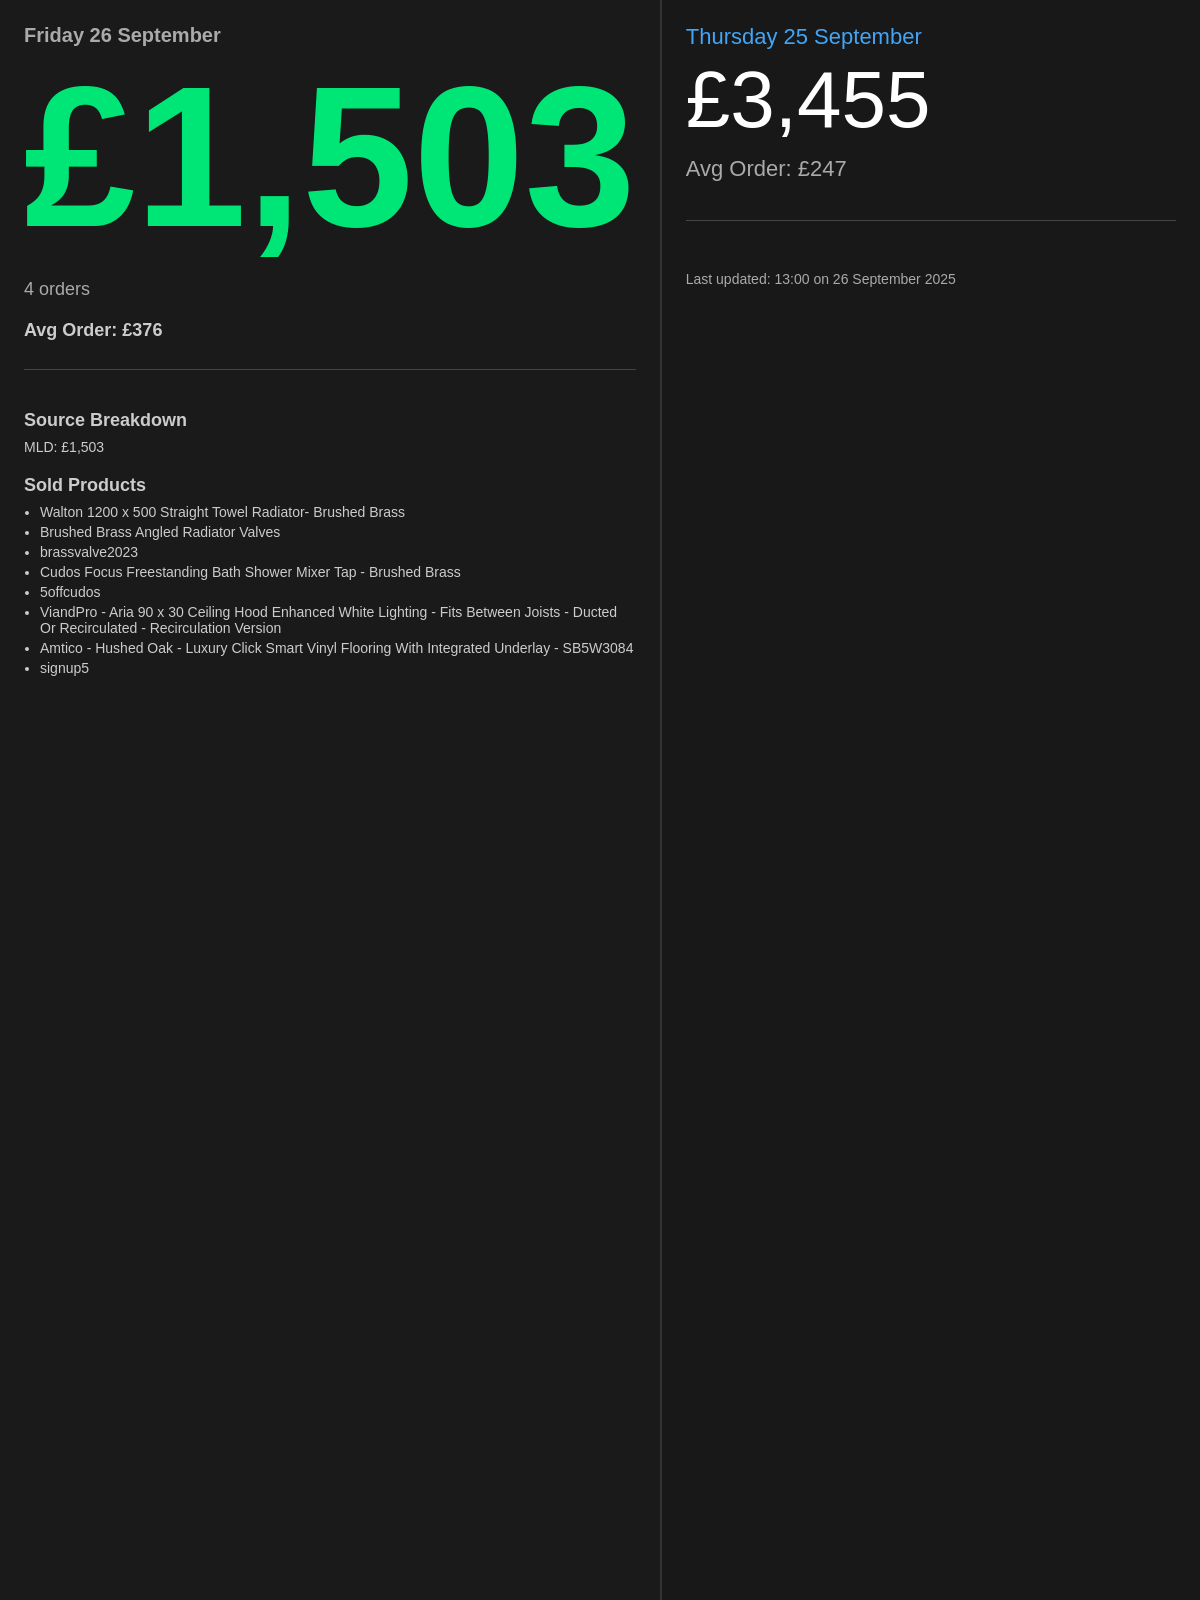 Friday 26 September
£1,503
4 orders
Avg Order: £376
Source Breakdown
MLD: £1,503
Sold Products
• Walton 1200 x 500 Straight Towel Radiator- Brushed Brass
• Brushed Brass Angled Radiator Valves
• brassvalve2023
• Cudos Focus Freestanding Bath Shower Mixer Tap - Brushed Brass
• 5offcudos
• ViandPro - Aria 90 x 30 Ceiling Hood Enhanced White Lighting - Fits Between Joists - Ducted
Or Recirculated - Recirculation Version
• Amtico - Hushed Oak - Luxury Click Smart Vinyl Flooring With Integrated Underlay - SB5W3084
• signup5
Thursday 25 September
£3,455
Avg Order: £247
Last updated: 13:00 on 26 September 2025